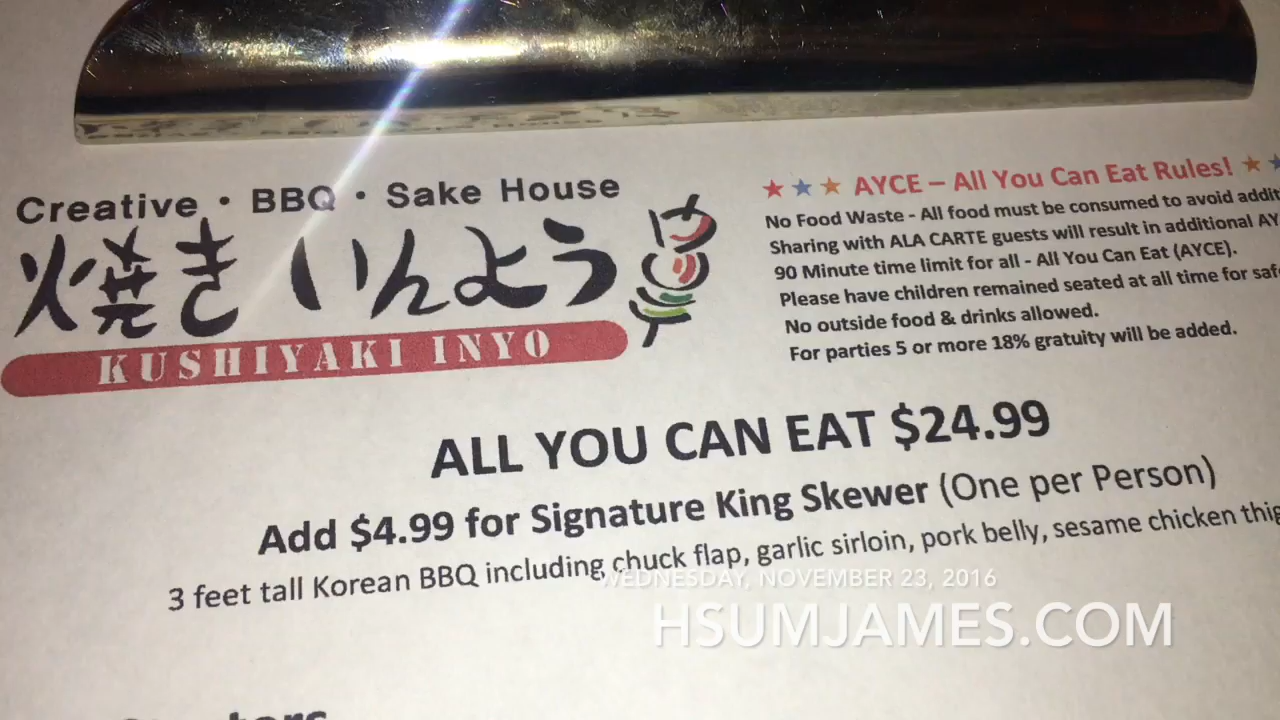 Creative • BBQ • Sake House
焼き いんよう
KUSHIYAKI INYO
★ ★ ★ AYCE – All You Can Eat Rules! ★
No Food Waste - All food must be consumed to avoid
Sharing with ALA CARTE guests will result in additional
90 Minute time limit for all - All You Can Eat (AYCE).
Please have children remained seated at all time for
No outside food & drinks allowed.
For parties 5 or more 18% gratuity will be added.
ALL YOU CAN EAT $24.99
Add $4.99 for Signature King Skewer (One per Person)
3 feet tall Korean BBQ including chuck flap, garlic sirloin, pork belly, sesame chicken
WEDNESDAY, NOVEMBER 23, 2016
HSUMJAMES.COM